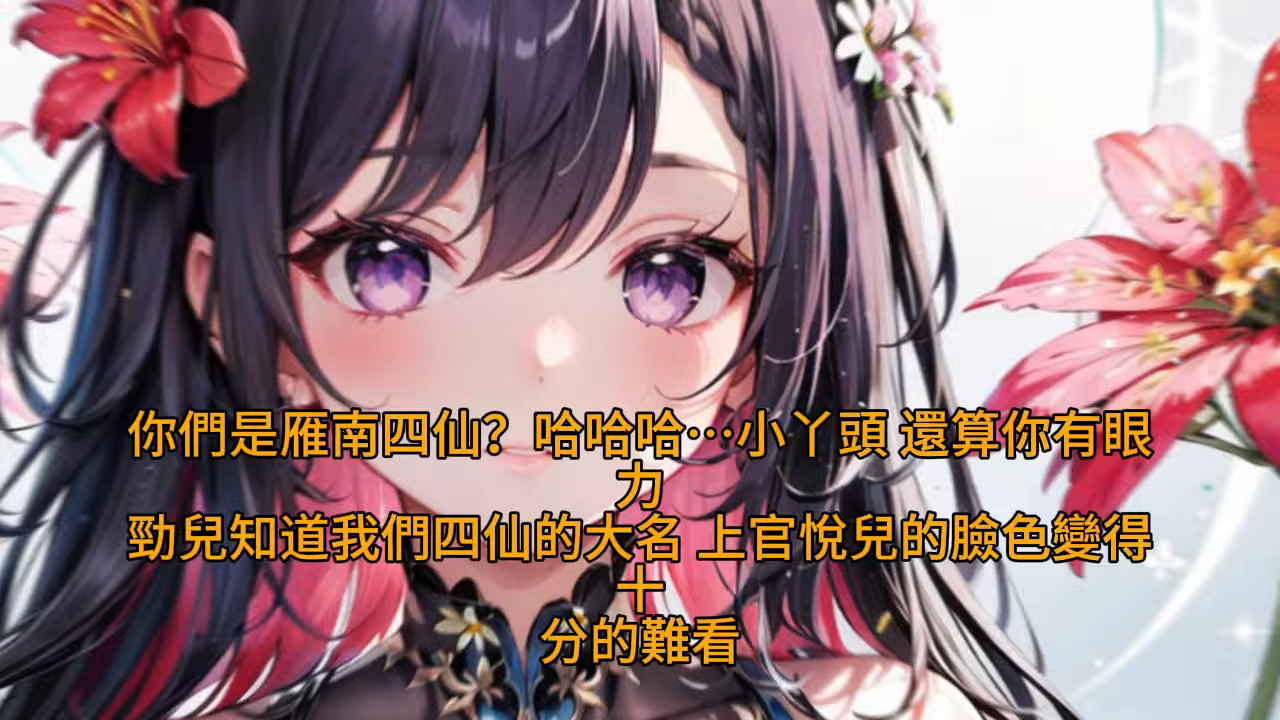 你們是雁南四仙？哈哈哈…小丫頭 還算你有眼
力
勁兒知道我們四仙的大名 上官悅兒的臉色變得
十
分的難看